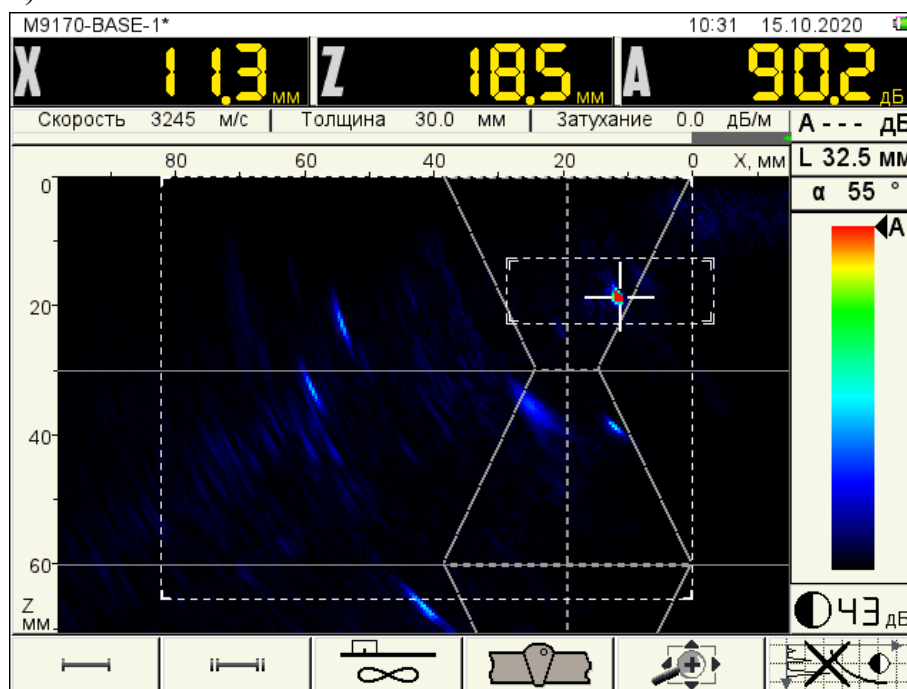 M9170-BASE-1* 10:31 15.10.2020
X 11.3 мм Z 18.5 мм A 90.2 дБ
Скорость 3245 м/с Толщина 30.0 мм Затухание 0.0 дБ/м A - - - дБ
L 32.5 мм
80 60 40 20 0 X, мм
α 55 °
0
A
20
40
60
Z
мм
43 дБ